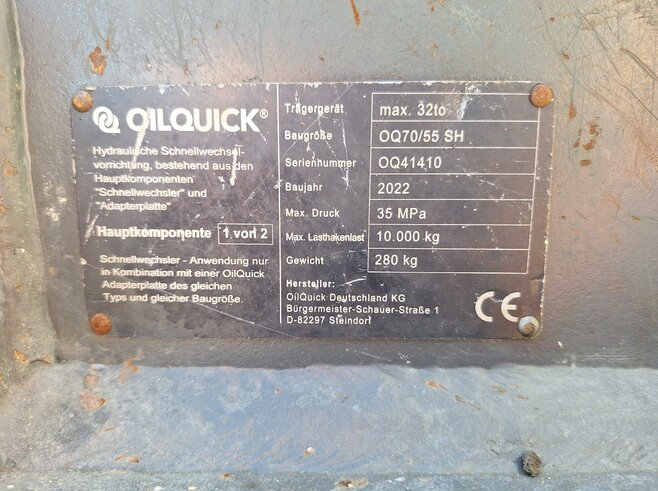 OILQUICK®
Hydraulische Schnellwechsel-
vorrichtung, bestehend aus den
Hauptkomponenten
"Schnellwechsler" und
"Adapterplatte"
Hauptkomponente 1 von 2
Schnellwechsler - Anwendung nur
in Kombination mit einer OilQuick
Adapterplatte des gleichen
Typs und gleicher Baugröße.
Trägergerät max. 32to
Baugröße OQ70/55 SH
Serienhummer OQ41410
Baujahr 2022
Max. Druck 35 MPa
Max. Lasthakenlast 10.000 kg
Gewicht 280 kg
Hersteller:
OilQuick Deutschland KG
Bürgermeister-Schauer-Straße 1
D-82297 Steindorf
CE